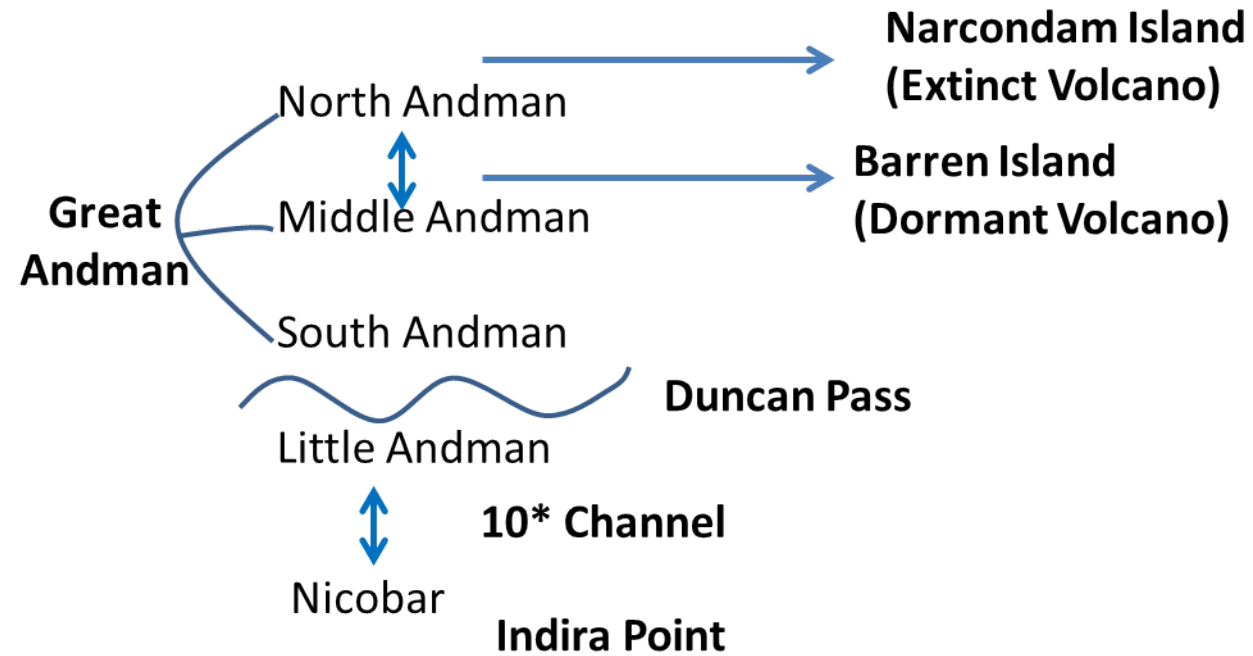 Narcondam Island
(Extinct Volcano)
North Andman
Barren Island
(Dormant Volcano)
Great
Andman
Middle Andman
South Andman
Duncan Pass
Little Andman
10* Channel
Nicobar
Indira Point